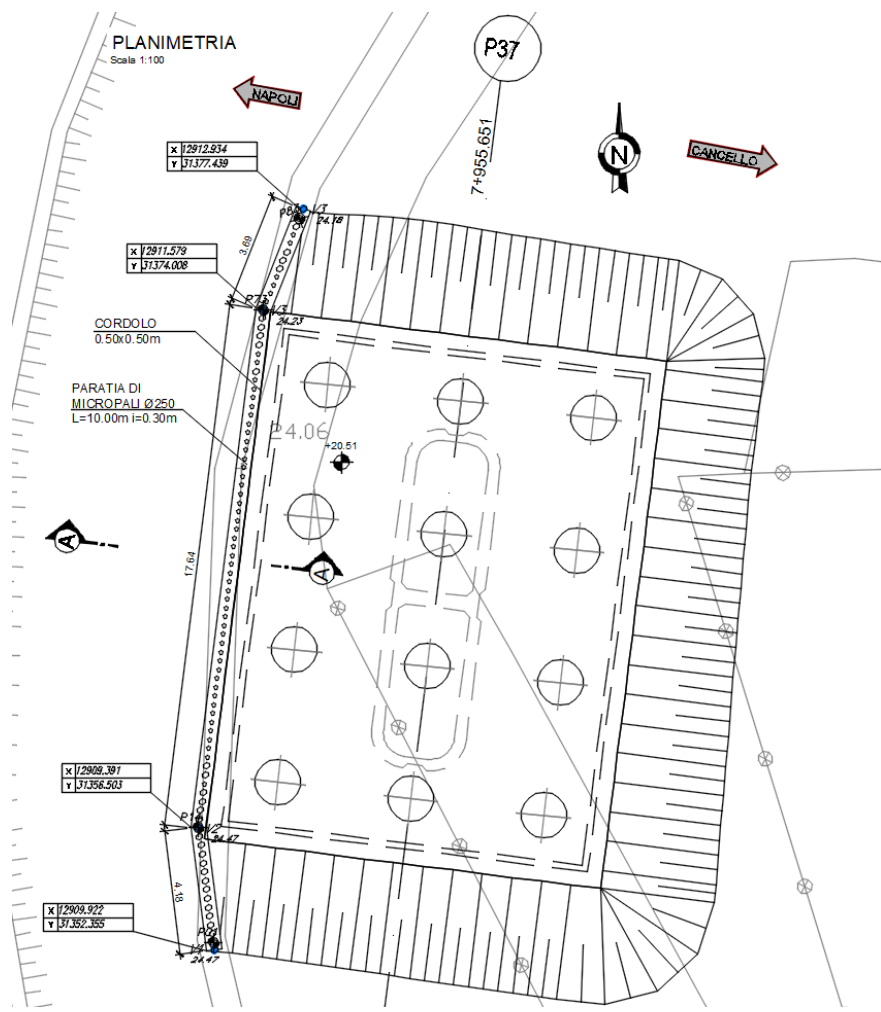 PLANIMETRIA
Scala 1:100
P37
NAPOLI
N
CANCELLO
7+955.651
X 12912.934
Y 31377.439
24.18
3.69
X 12911.579
Y 31374.008
24.23
CORDOLO
0.50x0.50m
PARATIA DI
MICROPALI Ø250
L=10.00m i=0.30m
24.06
+20.51
A
A
17.64
X 12909.391
Y 31356.503
24.47
4.18
X 12909.922
Y 31352.355
24.47